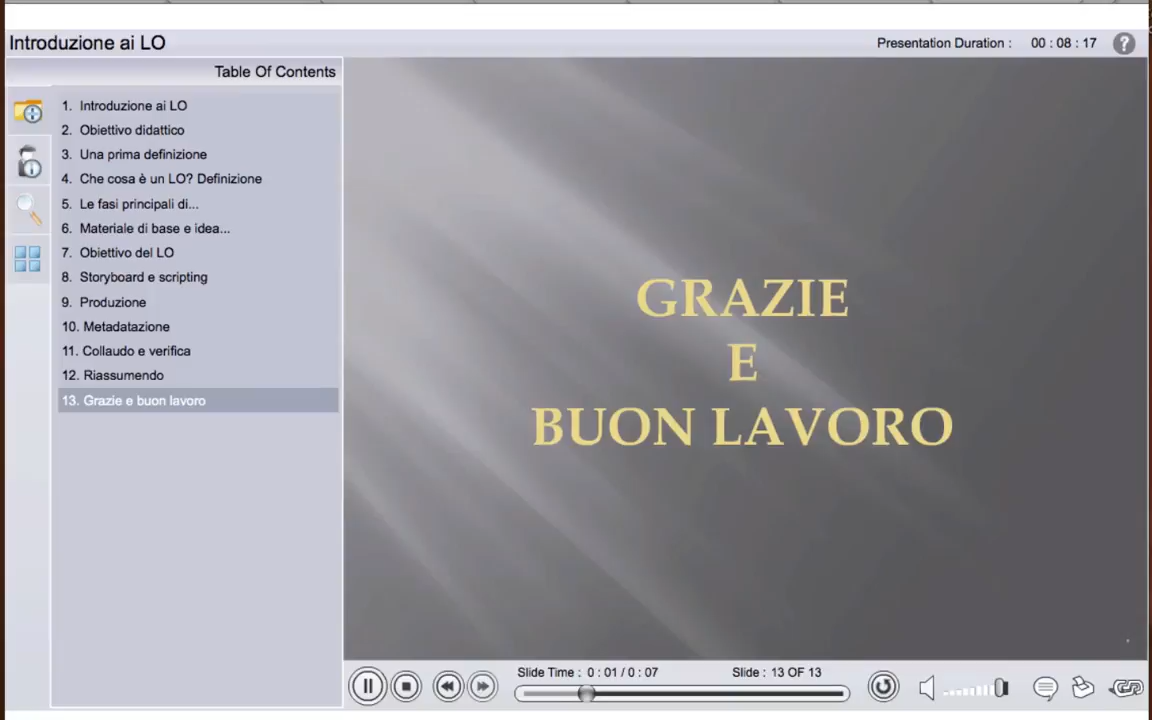 Introduzione ai LO
Presentation Duration : 00 : 08 : 17
?
Table Of Contents
1. Introduzione ai LO
2. Obiettivo didattico
3. Una prima definizione
4. Che cosa è un LO? Definizione
5. Le fasi principali di...
6. Materiale di base e idea...
7. Obiettivo del LO
8. Storyboard e scripting
9. Produzione
10. Metadatazione
11. Collaudo e verifica
12. Riassumendo
13. Grazie e buon lavoro
GRAZIE
E
BUON LAVORO
Slide Time : 0 : 01 / 0 : 07
Slide : 13 OF 13